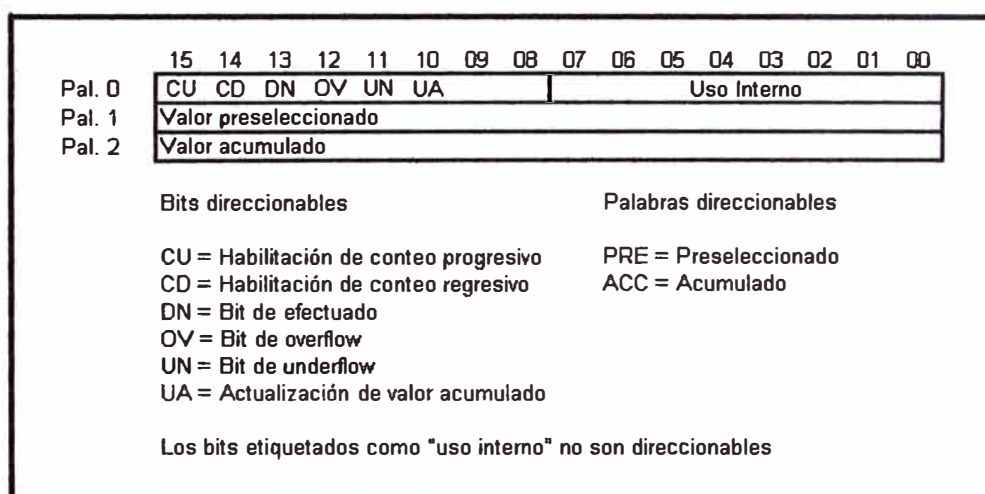 15 14 13 12 11 10 09 08 07 06 05 04 03 02 01 00
Pal. 0 CU CD DN OV UN UA Uso Interno
Pal. 1 Valor preseleccionado
Pal. 2 Valor acumulado
Bits direccionables Palabras direccionables
CU = Habilitación de conteo progresivo PRE = Preseleccionado
CD = Habilitación de conteo regresivo ACC = Acumulado
DN = Bit de efectuado
OV = Bit de overflow
UN = Bit de underflow
UA = Actualización de valor acumulado
Los bits etiquetados como "uso interno" no son direccionables